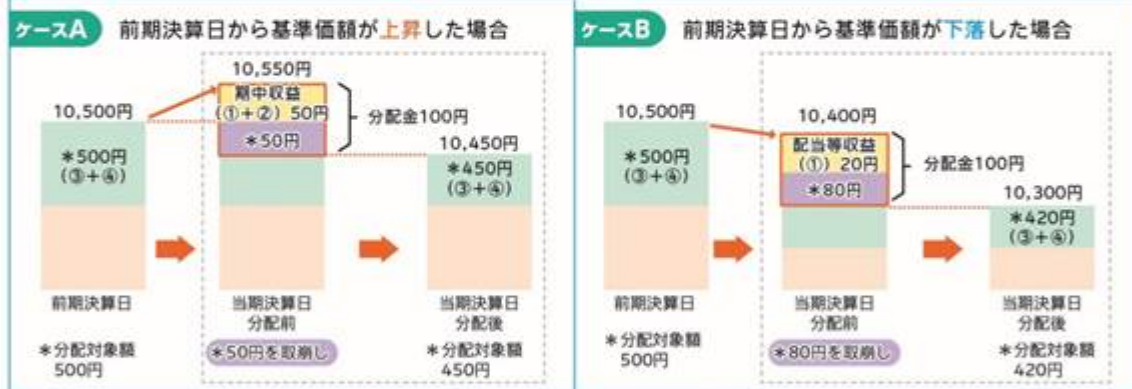 ケースA 前期決算日から基準価額が上昇した場合
10,550円
10,500円
期中収益
(①+②) 50円
分配金100円
*50円
10,450円
*500円
(③+④)
*450円
(③+④)
前期決算日
当期決算日
分配前
当期決算日
分配後
*分配対象額
500円
*50円を取崩し
*分配対象額
450円
ケースB 前期決算日から基準価額が下落した場合
10,500円
10,400円
配当等収益
(①) 20円
分配金100円
*80円
*500円
(③+④)
10,300円
*420円
(③+④)
前期決算日
当期決算日
分配前
当期決算日
分配後
*分配対象額
500円
*80円を取崩し
*分配対象額
420円